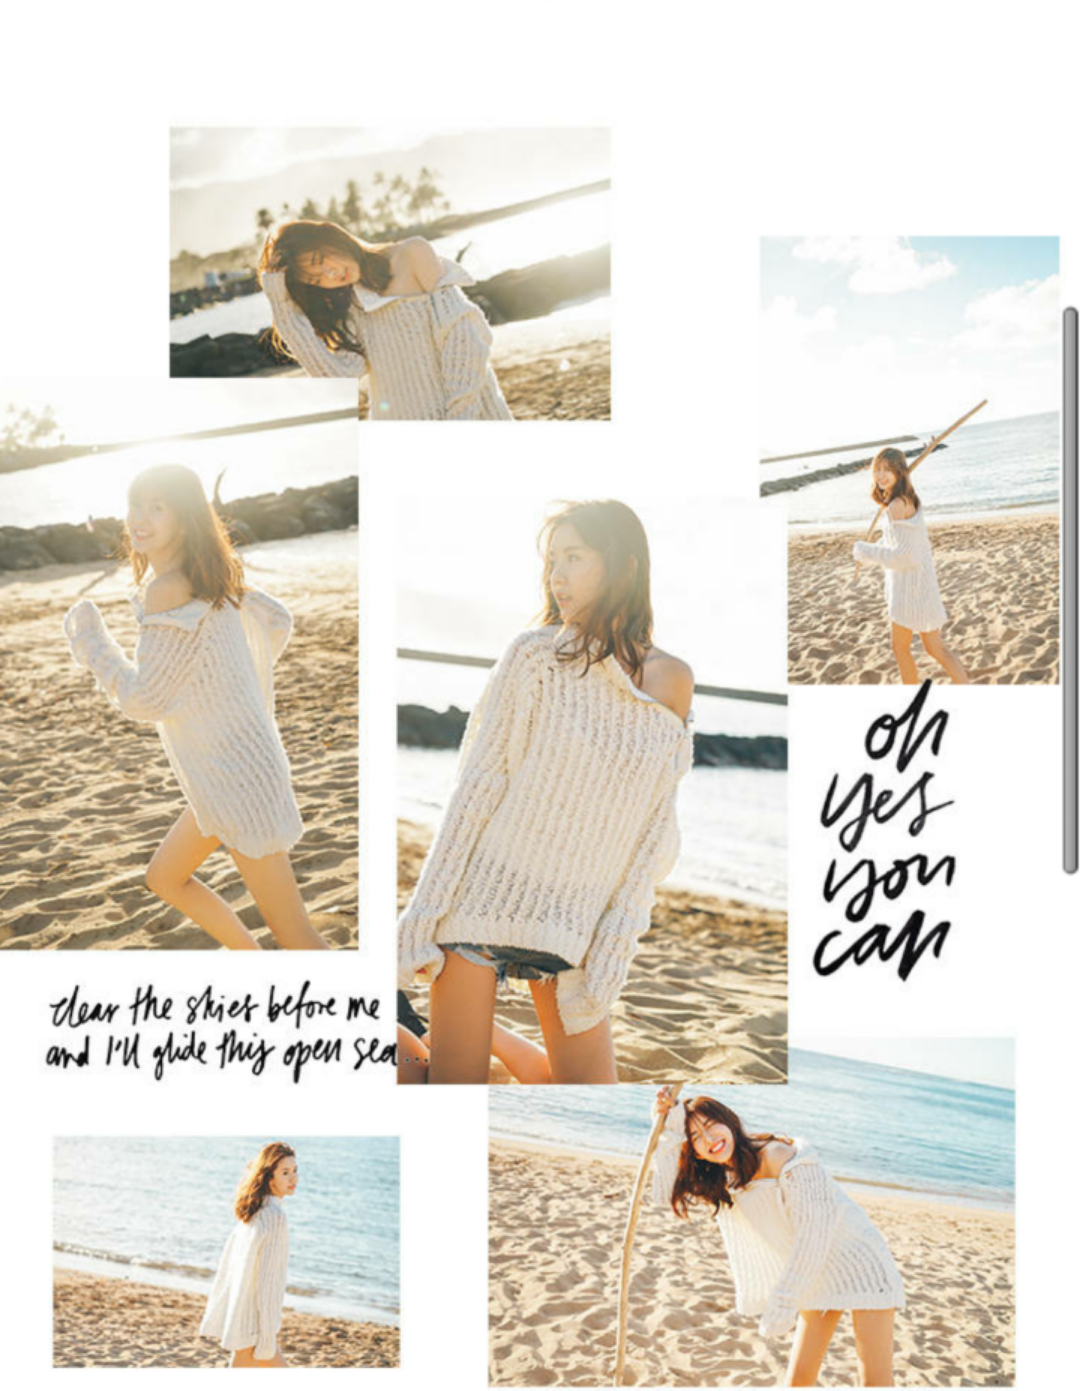 oh
yes
you
can
clear the skies before me
and I'll glide this open sea...